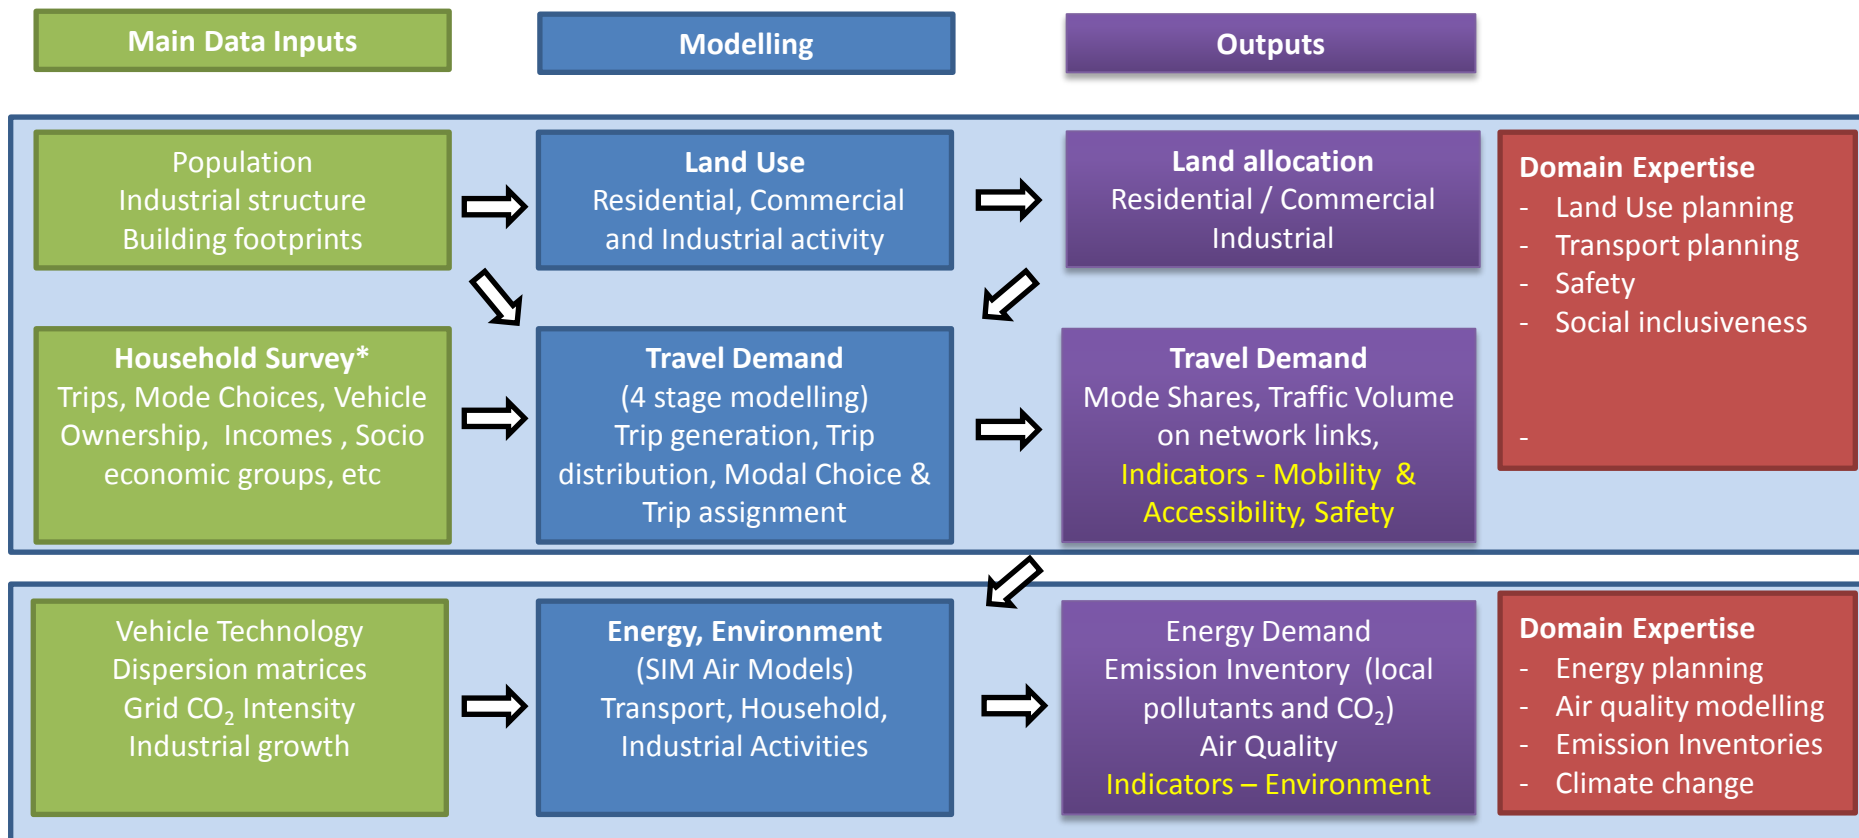 Main Data Inputs
Modelling
Outputs
Population
Industrial structure
Building footprints
Land Use
Residential, Commercial
and Industrial activity
Land allocation
Residential / Commercial
Industrial
Domain Expertise
- Land Use planning
- Transport planning
- Safety
- Social inclusiveness
-
Household Survey*
Trips, Mode Choices, Vehicle
Ownership, Incomes , Socio
economic groups, etc
Travel Demand
(4 stage modelling)
Trip generation, Trip
distribution, Modal Choice &
Trip assignment
Travel Demand
Mode Shares, Traffic Volume
on network links,
Indicators - Mobility &
Accessibility, Safety
Vehicle Technology
Dispersion matrices
Grid CO₂ Intensity
Industrial growth
Energy, Environment
(SIM Air Models)
Transport, Household,
Industrial Activities
Energy Demand
Emission Inventory (local
pollutants and CO₂)
Air Quality
Indicators – Environment
Domain Expertise
- Energy planning
- Air quality modelling
- Emission Inventories
- Climate change